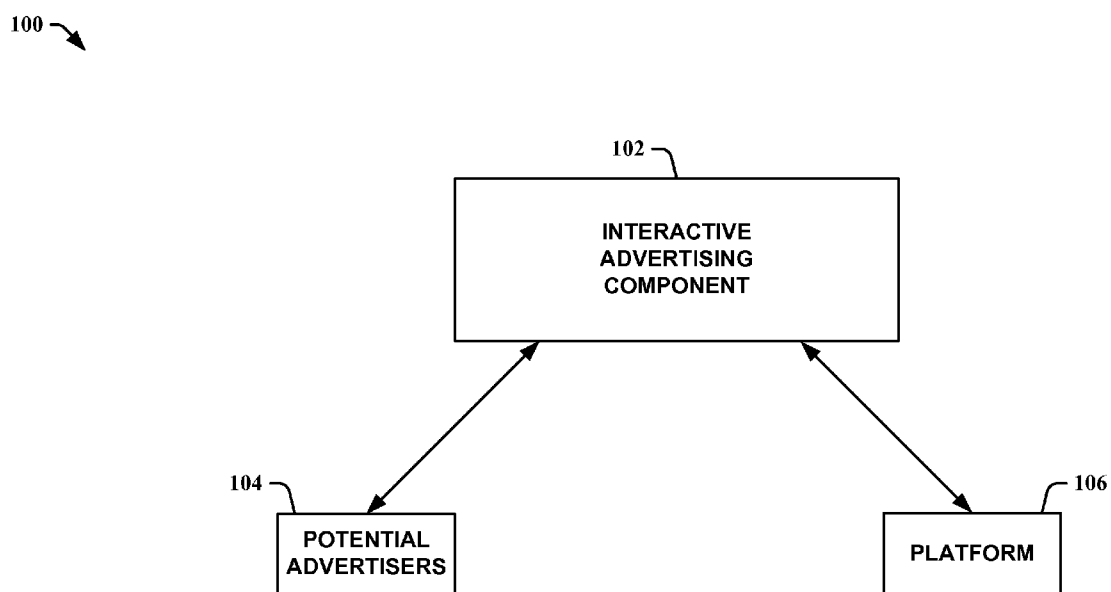 100
102
INTERACTIVE
ADVERTISING
COMPONENT
104
106
POTENTIAL
ADVERTISERS
PLATFORM